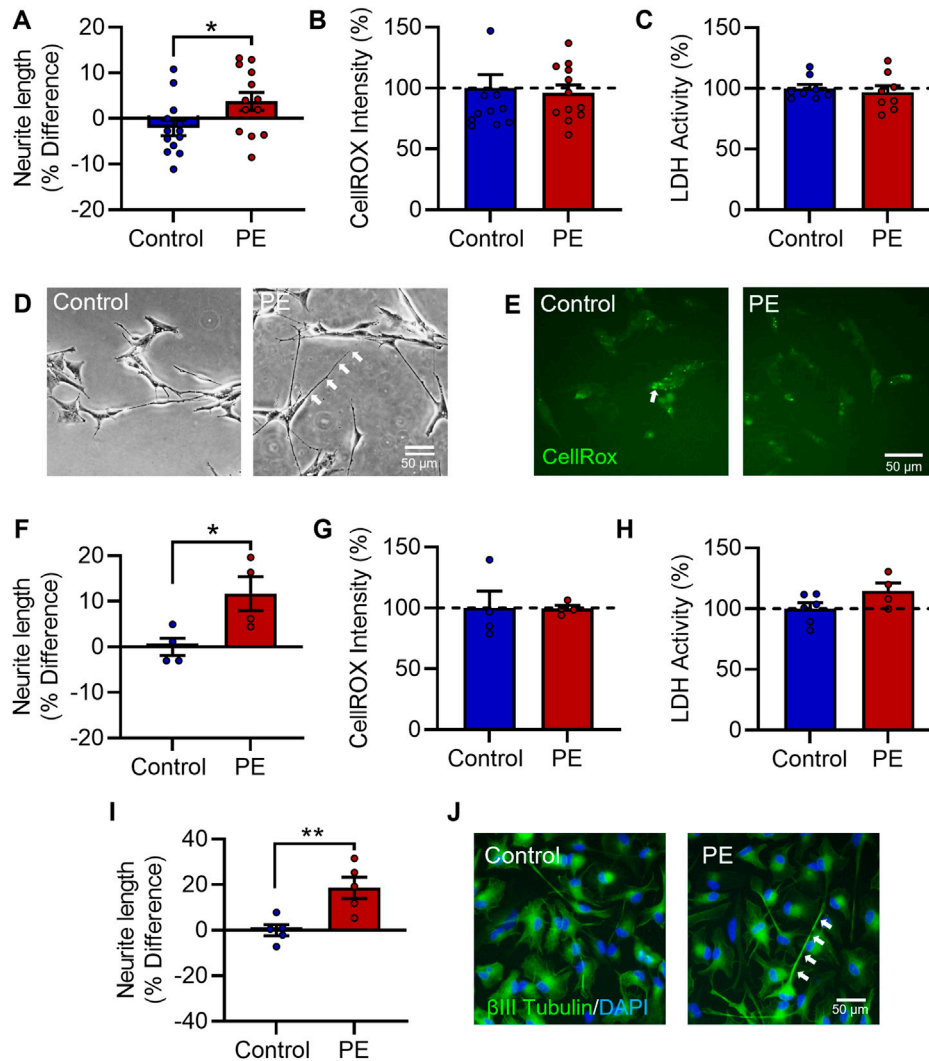 A
Neurite length
(% Difference)
20
10
0
-10
-20
*
Control
PE
B
CellROX Intensity (%)
150
100
50
0
Control
PE
C
LDH Activity (%)
150
100
50
0
Control
PE
D
Control
PE
50 μm
E
Control
PE
CellRox
50 μm
F
Neurite length
(% Difference)
20
10
0
-10
-20
*
Control
PE
G
CellROX Intensity (%)
150
100
50
0
Control
PE
H
LDH Activity (%)
150
100
50
0
Control
PE
I
Neurite length
(% Difference)
40
20
0
-20
-40
**
Control
PE
J
Control
PE
βIII Tubulin/DAPI
50 μm